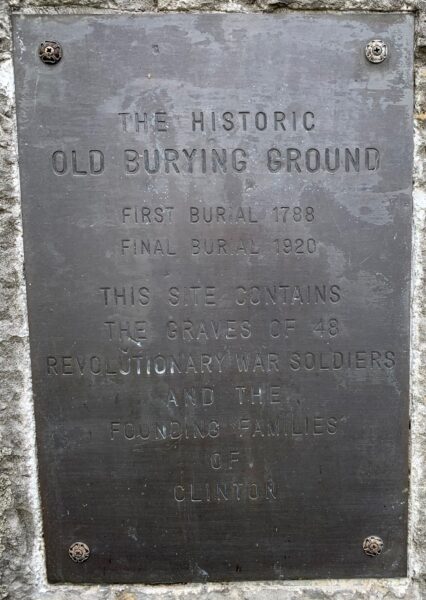 THE HISTORIC
OLD BURYING GROUND
FIRST BURIAL 1788
FINAL BURIAL 1920
THIS SITE CONTAINS
THE GRAVES OF 48
REVOLUTIONARY WAR SOLDIERS
AND THE
FOUNDING FAMILIES
OF
CLINTON